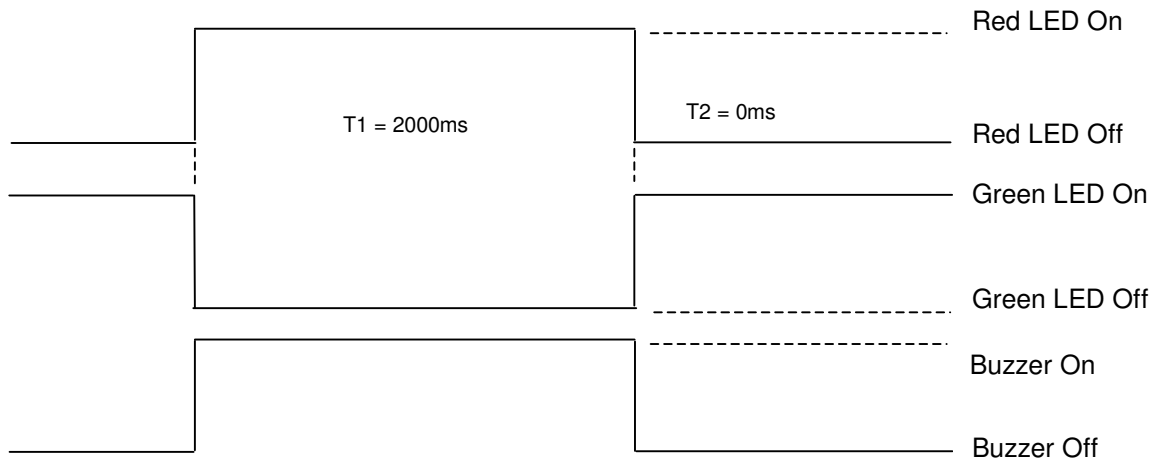 Red LED On
T1 = 2000ms
T2 = 0ms
Red LED Off
Green LED On
Green LED Off
Buzzer On
Buzzer Off